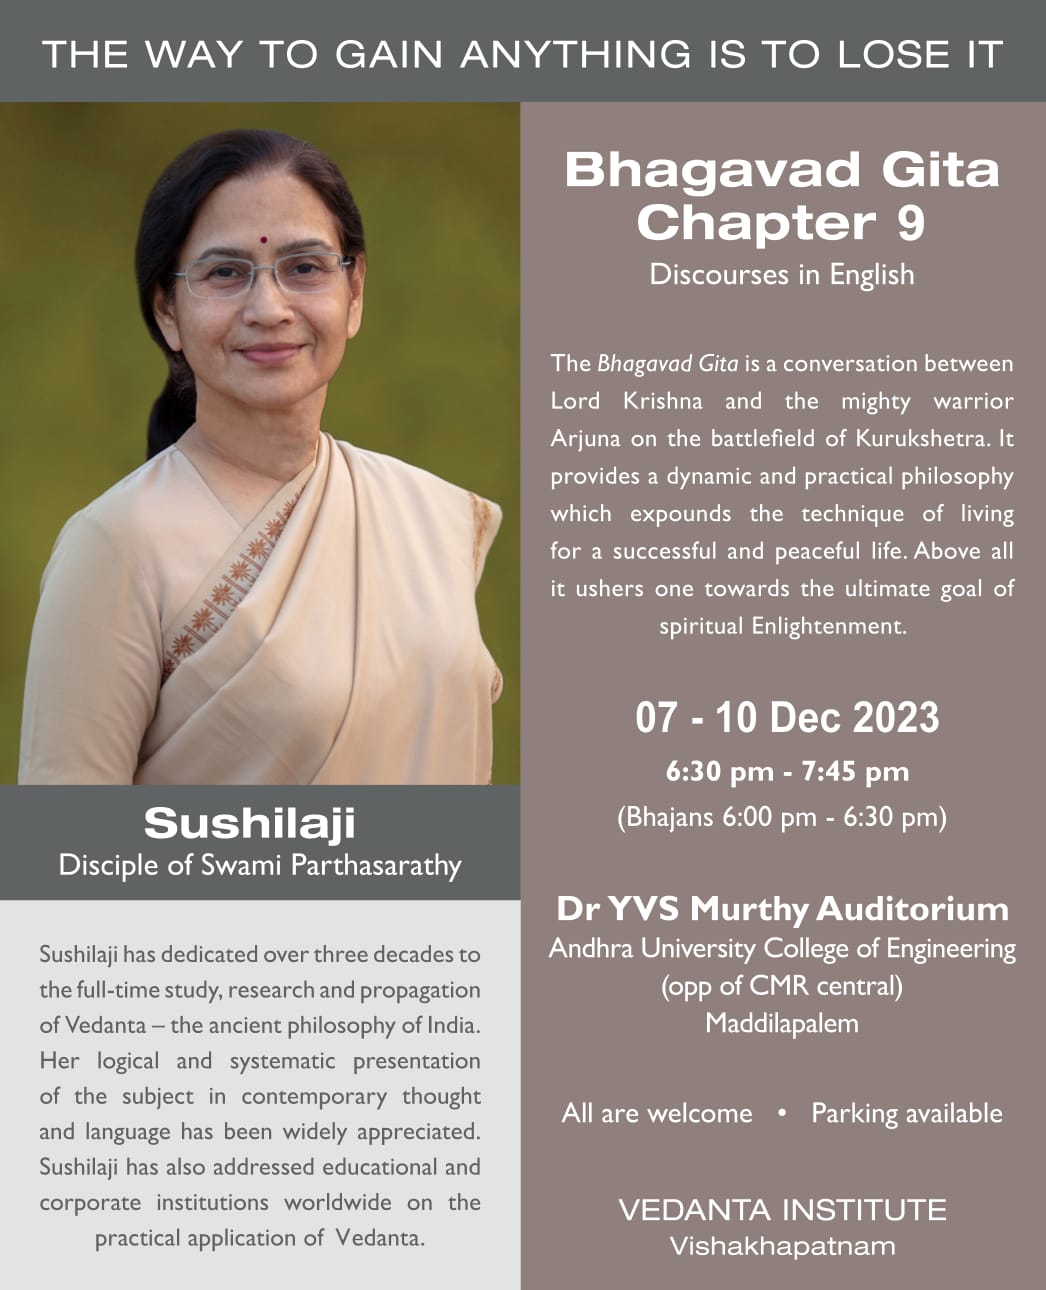 THE WAY TO GAIN ANYTHING IS TO LOSE IT
Bhagavad Gita
Chapter 9
Discourses in English
The Bhagavad Gita is a conversation between
Lord Krishna and the mighty warrior
Arjuna on the battlefield of Kurukshetra. It
provides a dynamic and practical philosophy
which expounds the technique of living
for a successful and peaceful life. Above all
it ushers one towards the ultimate goal of
spiritual Enlightenment.
07 - 10 Dec 2023
6:30 pm - 7:45 pm
(Bhajans 6:00 pm - 6:30 pm)
Dr YVS Murthy Auditorium
Andhra University College of Engineering
(opp of CMR central)
Maddilapalem
All are welcome • Parking available
VEDANTA INSTITUTE
Vishakhapatnam
Sushilaji
Disciple of Swami Parthasarathy
Sushilaji has dedicated over three decades to
the full-time study, research and propagation
of Vedanta – the ancient philosophy of India.
Her logical and systematic presentation
of the subject in contemporary thought
and language has been widely appreciated.
Sushilaji has also addressed educational and
corporate institutions worldwide on the
practical application of Vedanta.